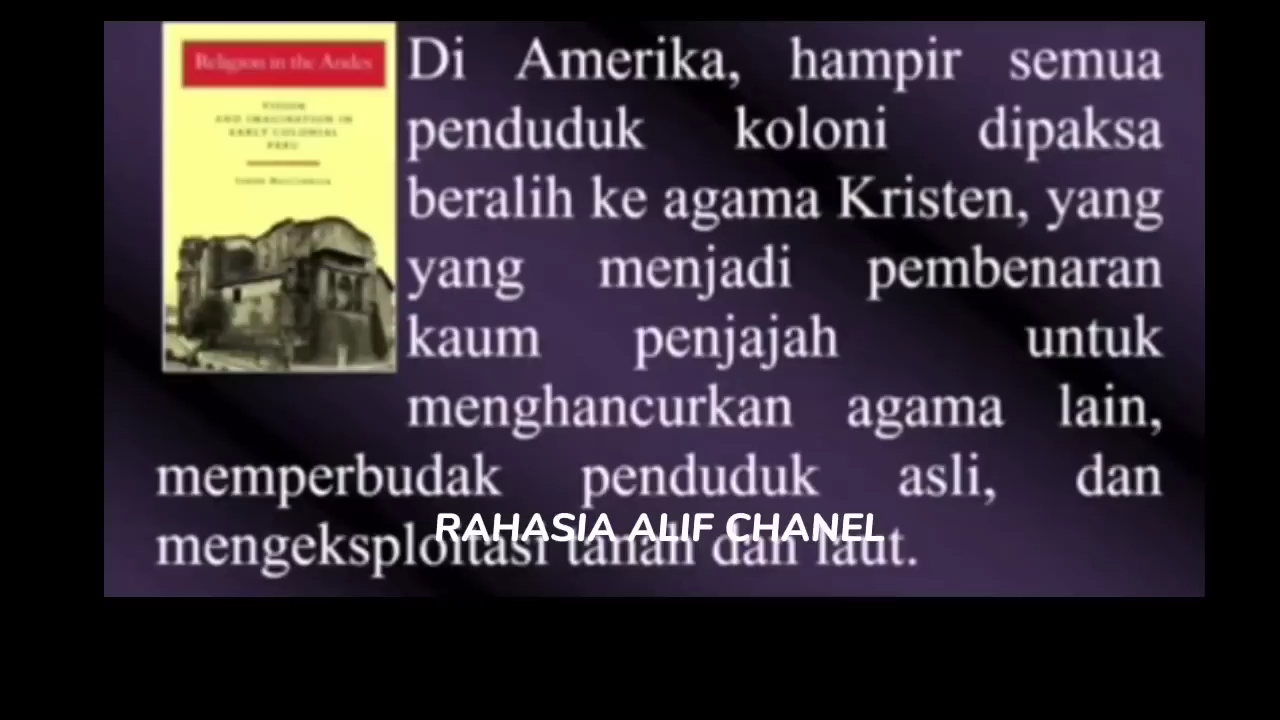 Religion in the Andes
VISION
AND IMAGINATION IN
EARLY COLONIAL
PERU
Di Amerika, hampir semua
penduduk koloni dipaksa
beralih ke agama Kristen, yang
yang menjadi pembenaran
kaum penjajah untuk
menghancurkan agama lain,
memperbudak penduduk asli, dan
mengeksploitasi tanah dan laut.
RAHASIA ALIF CHANEL